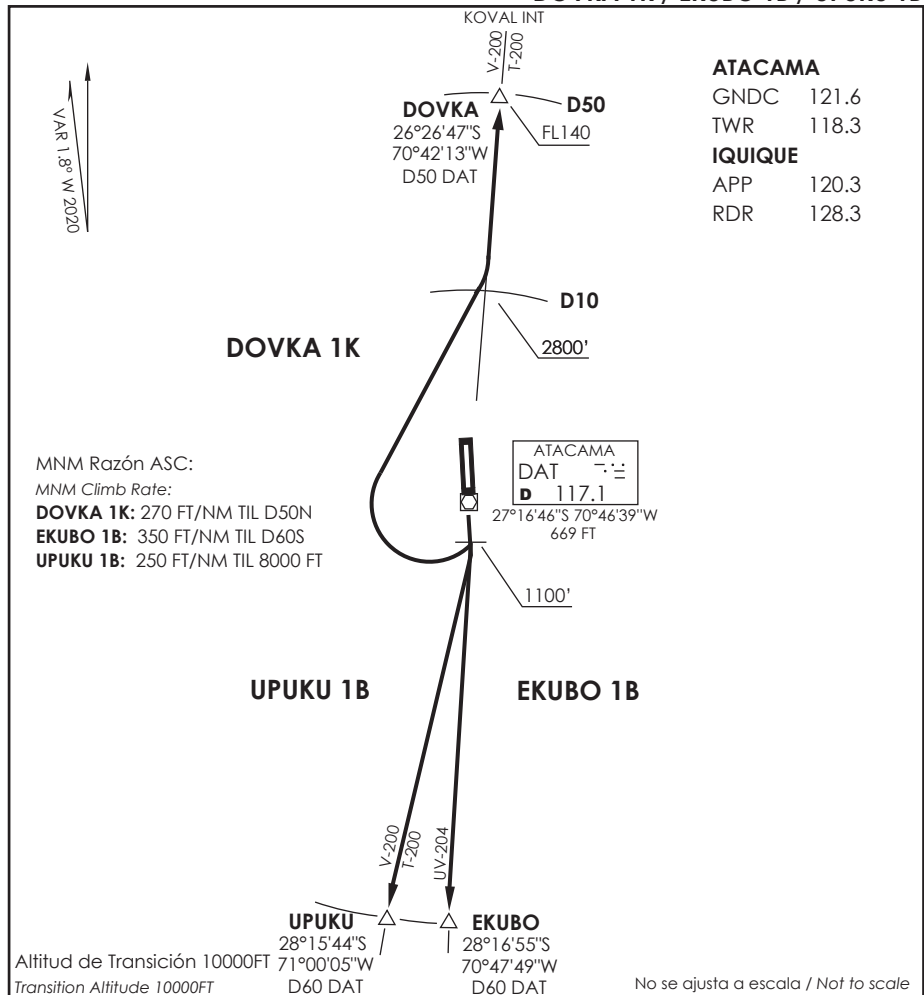 KOVAL INT
V-200
T-200
ATACAMA
GNDC 121.6
TWR 118.3
IQUIQUE
APP 120.3
RDR 128.3
VAR 1.8° W 2020
DOVKA
26°26'47"S
70°42'13"W
D50 DAT
D50
FL140
D10
2800'
DOVKA 1K
MNM Razón ASC:
MNM Climb Rate:
DOVKA 1K: 270 FT/NM TIL D50N
EKUBO 1B: 350 FT/NM TIL D60S
UPUKU 1B: 250 FT/NM TIL 8000 FT
ATACAMA
DAT
D 117.1
27°16'46"S 70°46'39"W
669 FT
1100'
UPUKU 1B
EKUBO 1B
V-200
T-200
UV-204
UPUKU
28°15'44"S
71°00'05"W
D60 DAT
EKUBO
28°16'55"S
70°47'49"W
D60 DAT
Altitud de Transición 10000FT
Transition Altitude 10000FT
No se ajusta a escala / Not to scale